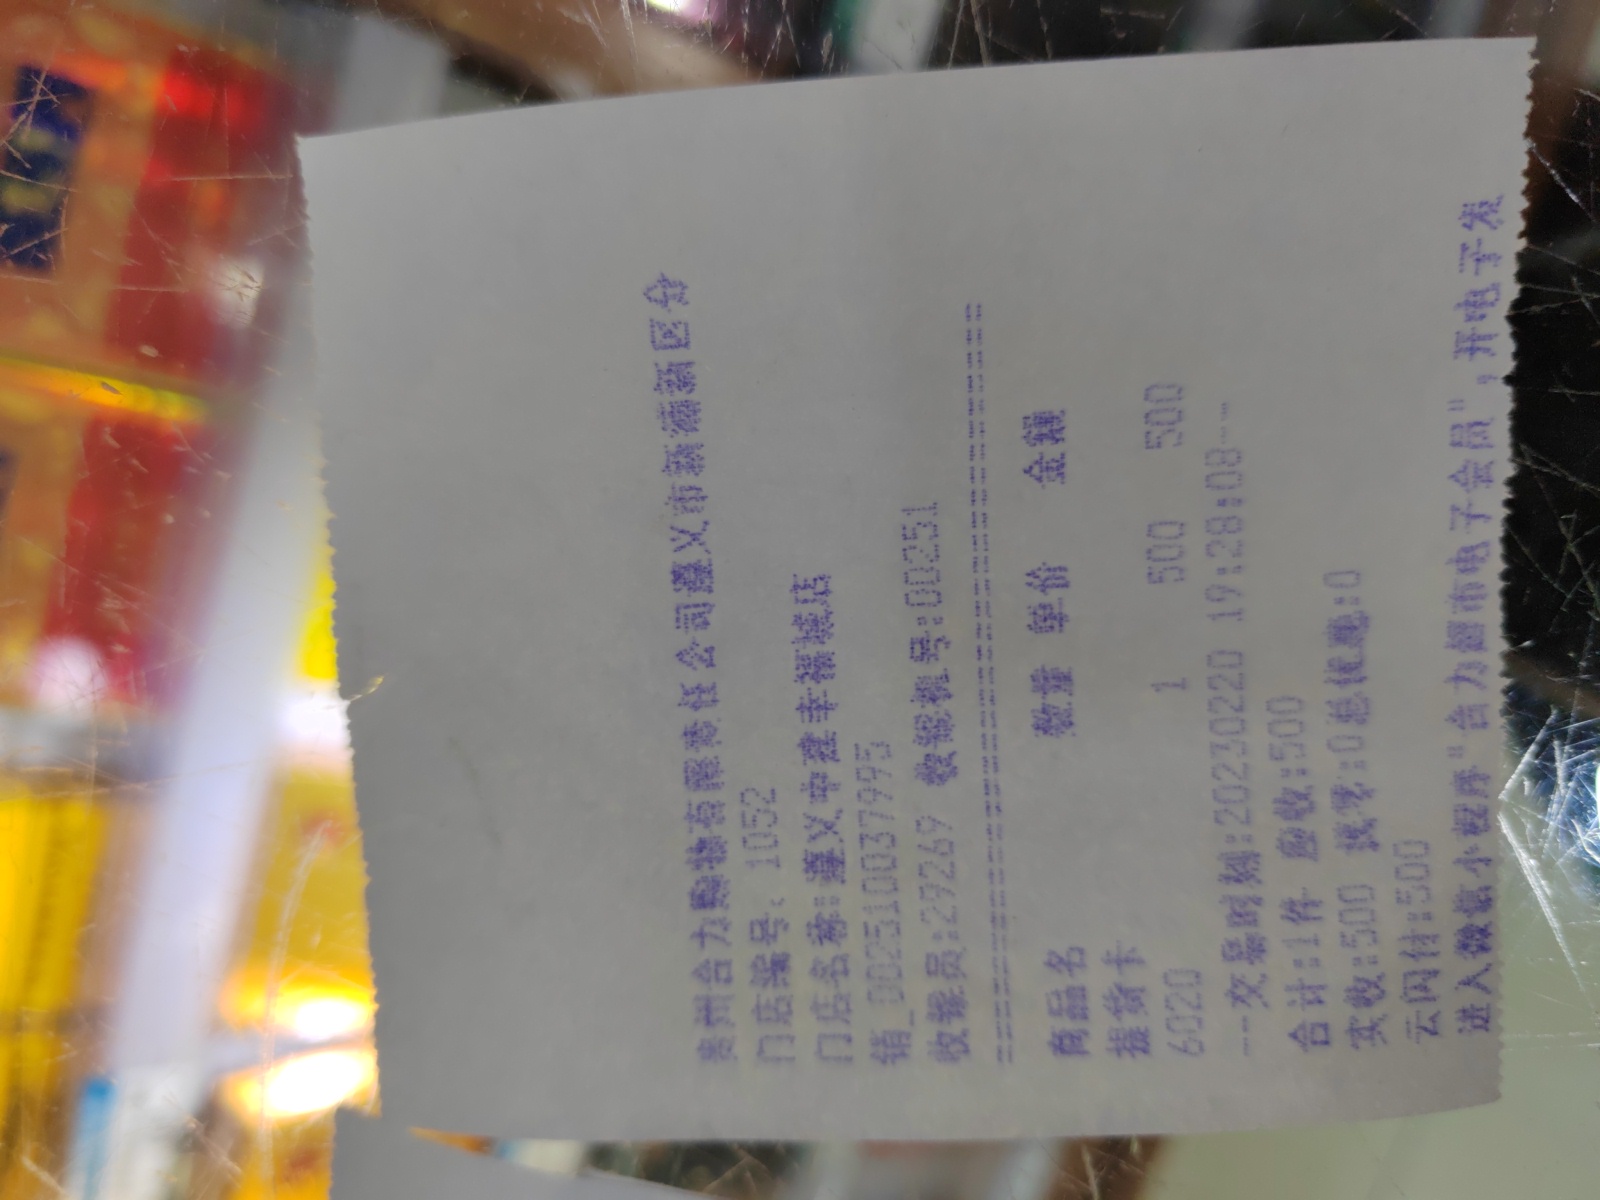 贵州合力购物有限责任公司遵义市新蒲新区分
门店编号: 1052
门店名称:遵义中建幸福城店
销_002510037995
收银员:29269 收银机号:00251
==================================
商品名 数量 单价 金额
提货卡
6020 1 500 500
---交易时刻:20230220 19:28:08---
合计:1件 应收:500
实收:500 找零:0总优惠:0
云闪付:500
进入微信小程序"合力超市电子会员",开电子发